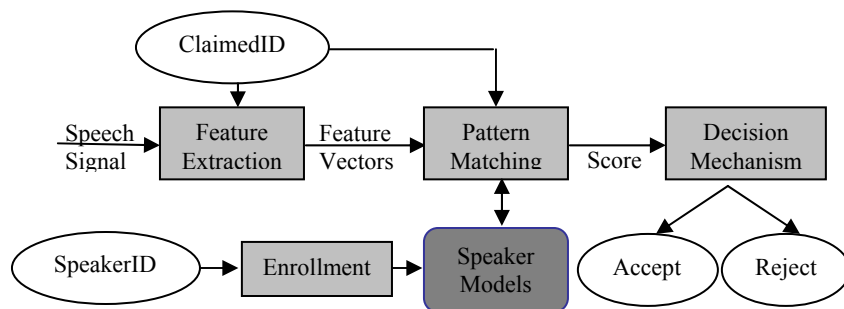 ClaimedID
Speech
Signal
Feature
Extraction
Feature
Vectors
Pattern
Matching
Score
Decision
Mechanism
SpeakerID
Enrollment
Speaker
Models
Accept
Reject